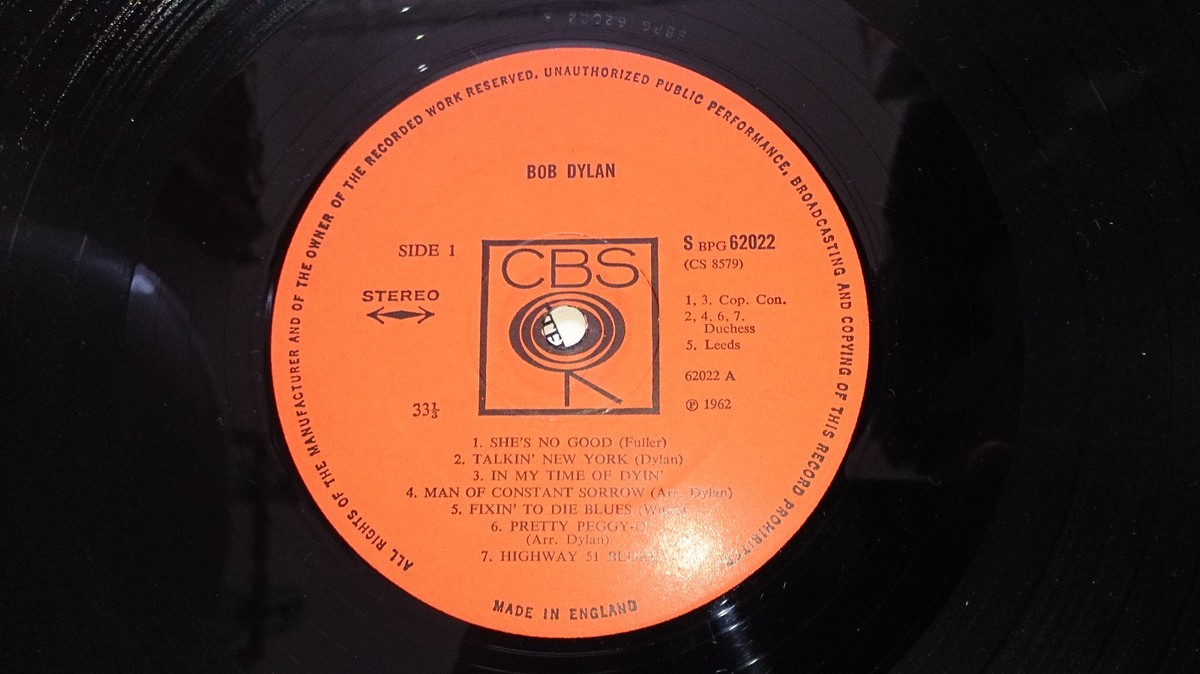 SBPG 62022
ALL RIGHTS OF THE MANUFACTURER AND OF THE OWNER OF THE RECORDED WORK RESERVED. UNAUTHORIZED PUBLIC PERFORMANCE, BROADCASTING AND COPYING OF THIS RECORD PROHIBITED
BOB DYLAN
SIDE 1
STEREO
33⅓
CBS
S BPG 62022
(CS 8579)
1, 3. Cop. Con.
2, 4, 6, 7.
Duchess
5. Leeds
62022 A
℗ 1962
1. SHE'S NO GOOD (Fuller)
2. TALKIN' NEW YORK (Dylan)
3. IN MY TIME OF DYIN'
4. MAN OF CONSTANT SORROW (Arr. Dylan)
5. FIXIN' TO DIE BLUES
6. PRETTY PEGGY-O
(Arr. Dylan)
7. HIGHWAY 51 BLUES
MADE IN ENGLAND